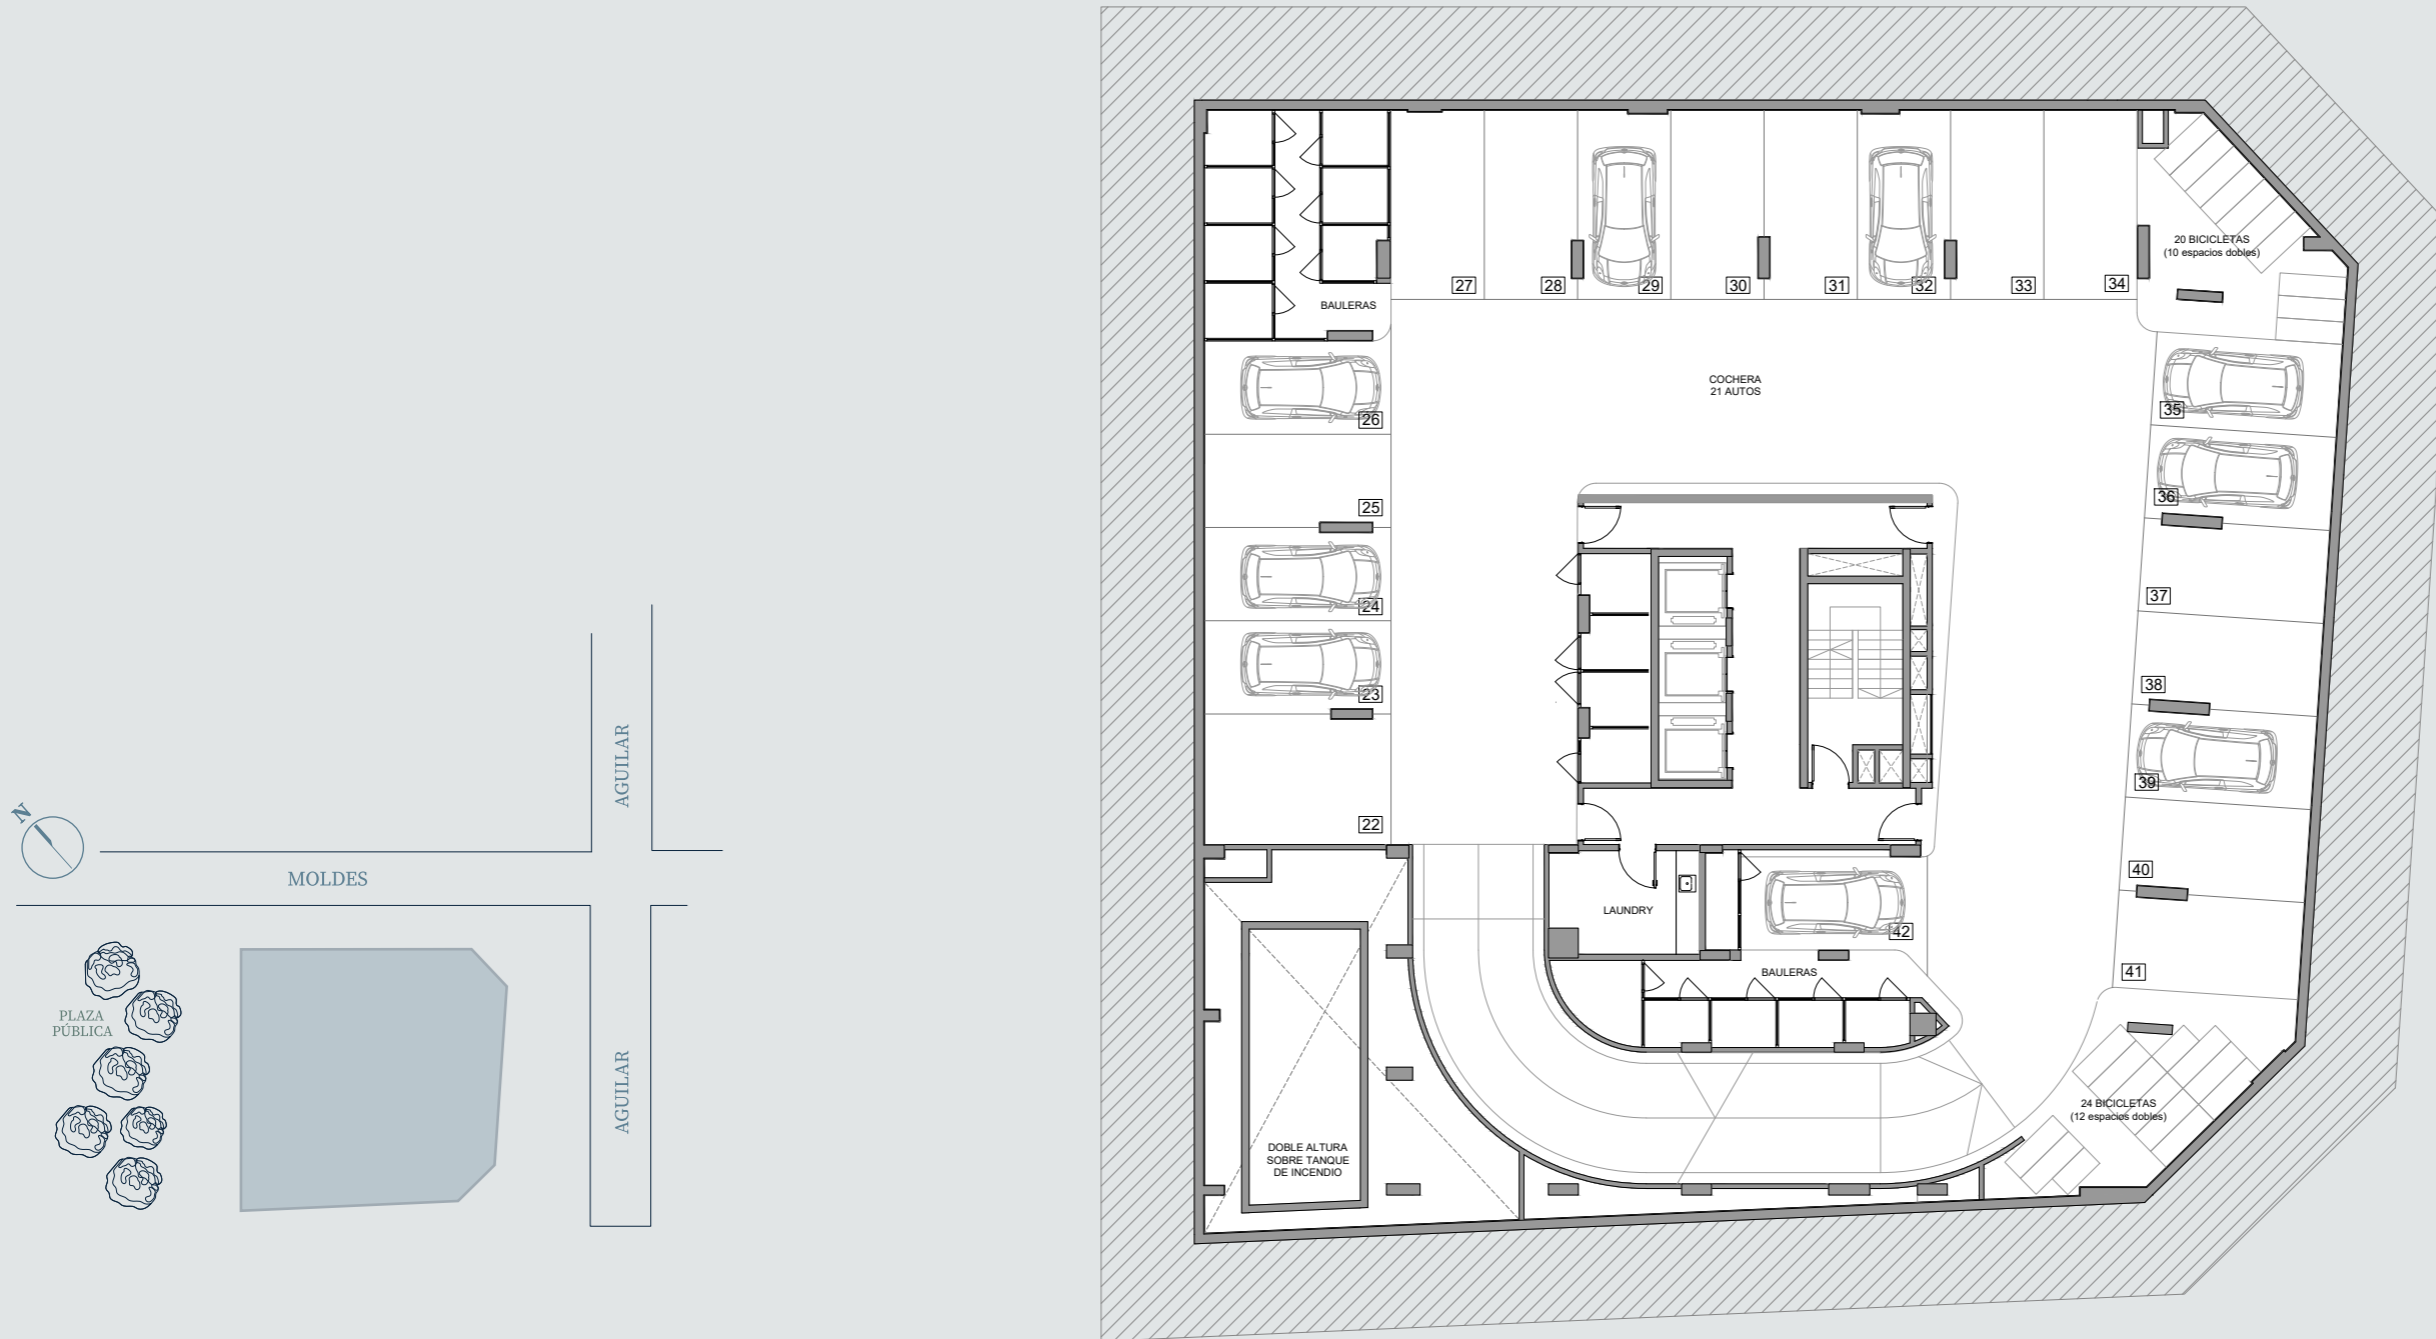 N
MOLDES
AGUILAR
AGUILAR
PLAZA
PÚBLICA
BAULERAS
27
28
29
30
31
32
33
34
20 BICICLETAS
(10 espacios dobles)
COCHERA
21 AUTOS
26
25
24
23
22
35
36
37
38
39
40
41
42
LAUNDRY
BAULERAS
24 BICICLETAS
(12 espacios dobles)
DOBLE ALTURA
SOBRE TANQUE
DE INCENDIO